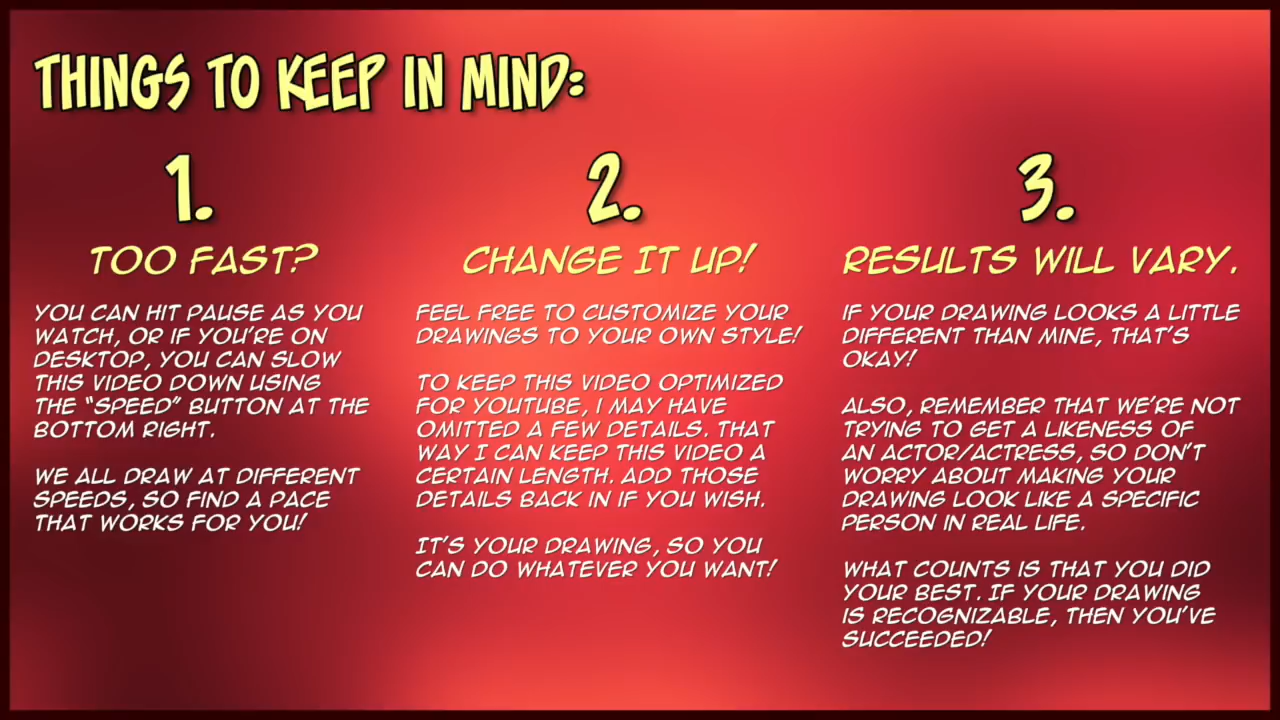 THINGS TO KEEP IN MIND:
1.
TOO FAST?
YOU CAN HIT PAUSE AS YOU
WATCH, OR IF YOU'RE ON
DESKTOP, YOU CAN SLOW
THIS VIDEO DOWN USING
THE "SPEED" BUTTON AT THE
BOTTOM RIGHT.
WE ALL DRAW AT DIFFERENT
SPEEDS, SO FIND A PACE
THAT WORKS FOR YOU!
2.
CHANGE IT UP!
FEEL FREE TO CUSTOMIZE YOUR
DRAWINGS TO YOUR OWN STYLE!
TO KEEP THIS VIDEO OPTIMIZED
FOR YOUTUBE, I MAY HAVE
OMITTED A FEW DETAILS. THAT
WAY I CAN KEEP THIS VIDEO A
CERTAIN LENGTH. ADD THOSE
DETAILS BACK IN IF YOU WISH.
IT'S YOUR DRAWING, SO YOU
CAN DO WHATEVER YOU WANT!
3.
RESULTS WILL VARY.
IF YOUR DRAWING LOOKS A LITTLE
DIFFERENT THAN MINE, THAT'S
OKAY!
ALSO, REMEMBER THAT WE'RE NOT
TRYING TO GET A LIKENESS OF
AN ACTOR/ACTRESS, SO DON'T
WORRY ABOUT MAKING YOUR
DRAWING LOOK LIKE A SPECIFIC
PERSON IN REAL LIFE.
WHAT COUNTS IS THAT YOU DID
YOUR BEST. IF YOUR DRAWING
IS RECOGNIZABLE, THEN YOU'VE
SUCCEEDED!